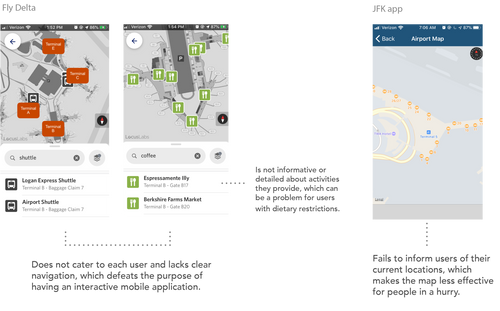 Fly Delta
JFK app
Verizon
1:52 PM
88%
Verizon
1:53 PM
88%
Verizon
7:06 AM
67%
Back
Airport Map
Terminal
E
Terminal
C
Terminal
A
Terminal
B
shuttle
coffee
Logan Express Shuttle
Terminal B - Baggage Claim 7
Airport Shuttle
Terminal B - Baggage Claim 7
Espressamente Illy
Terminal B - Gate B17
Berkshire Farms Market
Terminal B - Gate B20
Is not informative or
detailed about activities
they provide, which can
be a problem for users
with dietary restrictions.
Does not cater to each user and lacks clear
navigation, which defeats the purpose of
having an interactive mobile application.
Fails to inform users of their
current locations, which
makes the map less effective
for people in a hurry.